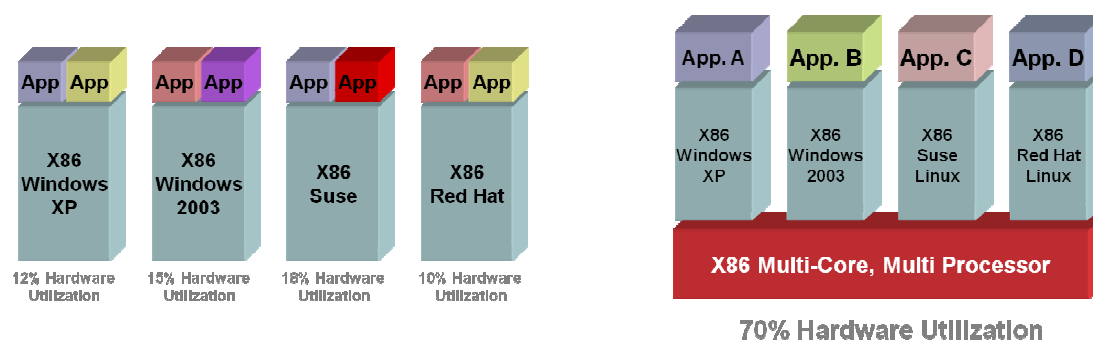 App App
App App
App App
App App
X86
Windows
XP
X86
Windows
2003
X86
Suse
X86
Red Hat
12% Hardware
Utilization
15% Hardware
Utilization
18% Hardware
Utilization
10% Hardware
Utilization
App. A
App. B
App. C
App. D
X86
Windows
XP
X86
Windows
2003
X86
Suse
Linux
X86
Red Hat
Linux
X86 Multi-Core, Multi Processor
70% Hardware Utilization